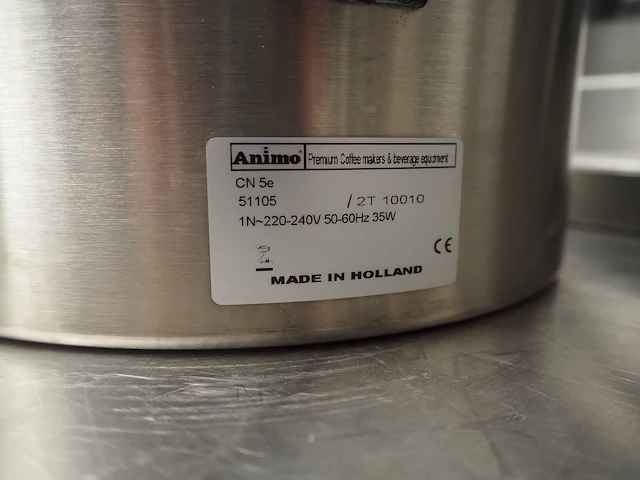 Animo® Premium Coffee makers & beverage equipment
CN 5e
51105 / 2T 10010
1N~220-240V 50-60Hz 35W
CE
MADE IN HOLLAND